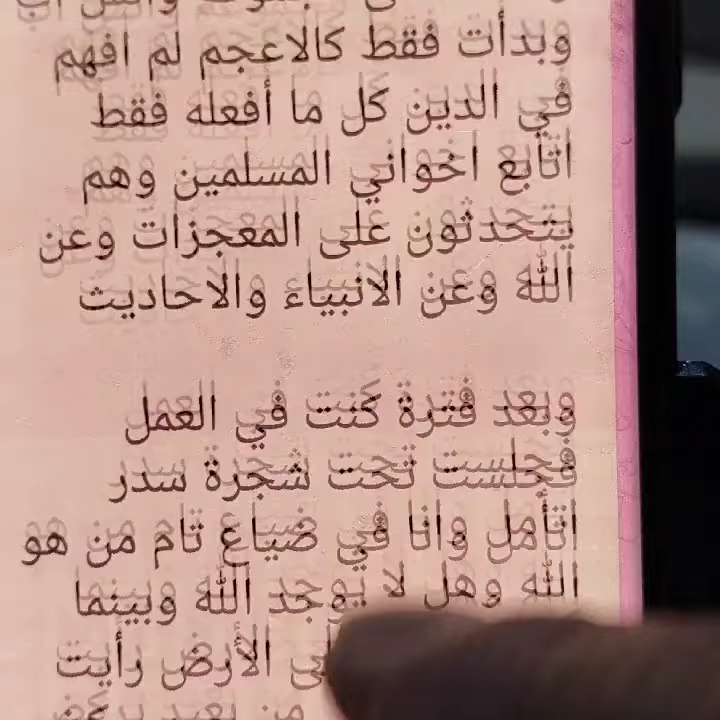 وبدأت فقط كالاعجم لم افهم
في الدين كل ما أفعله فقط
اتابع اخواني المسلمين وهم
يتحدثون على المعجزات وعن
الله وعن الانبياء والاحاديث
وبعد فترة كنت في العمل
فجلست تحت شجرة سدر
اتأمل وانا في ضياع تام من هو
الله وهل لا يوجد الله وبينما
الأرض رأيت
من بعيد